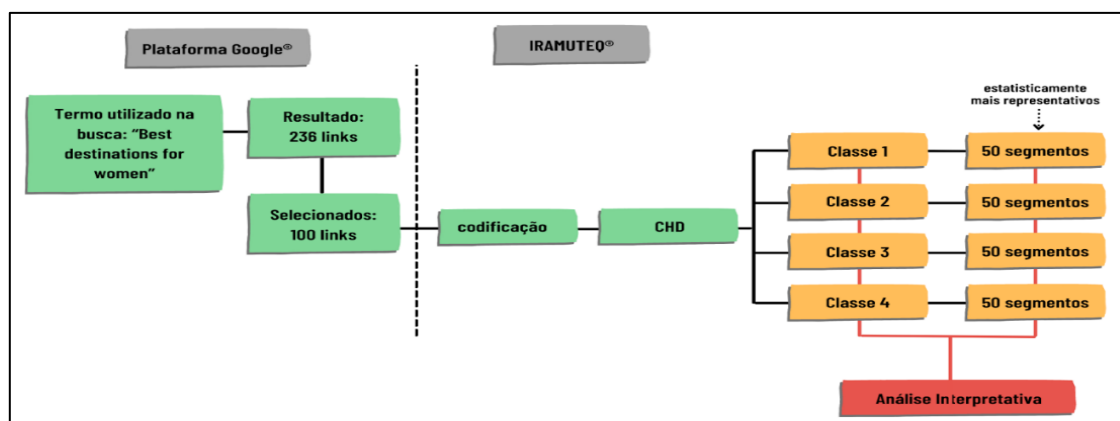 Plataforma Google®
IRAMUTEQ®
estatisticamente
mais representativos
Termo utilizado na
busca: “Best
destinations for
women”
Resultado:
236 links
Selecionados:
100 links
codificação
CHD
Classe 1
50 segmentos
Classe 2
50 segmentos
Classe 3
50 segmentos
Classe 4
50 segmentos
Análise Interpretativa